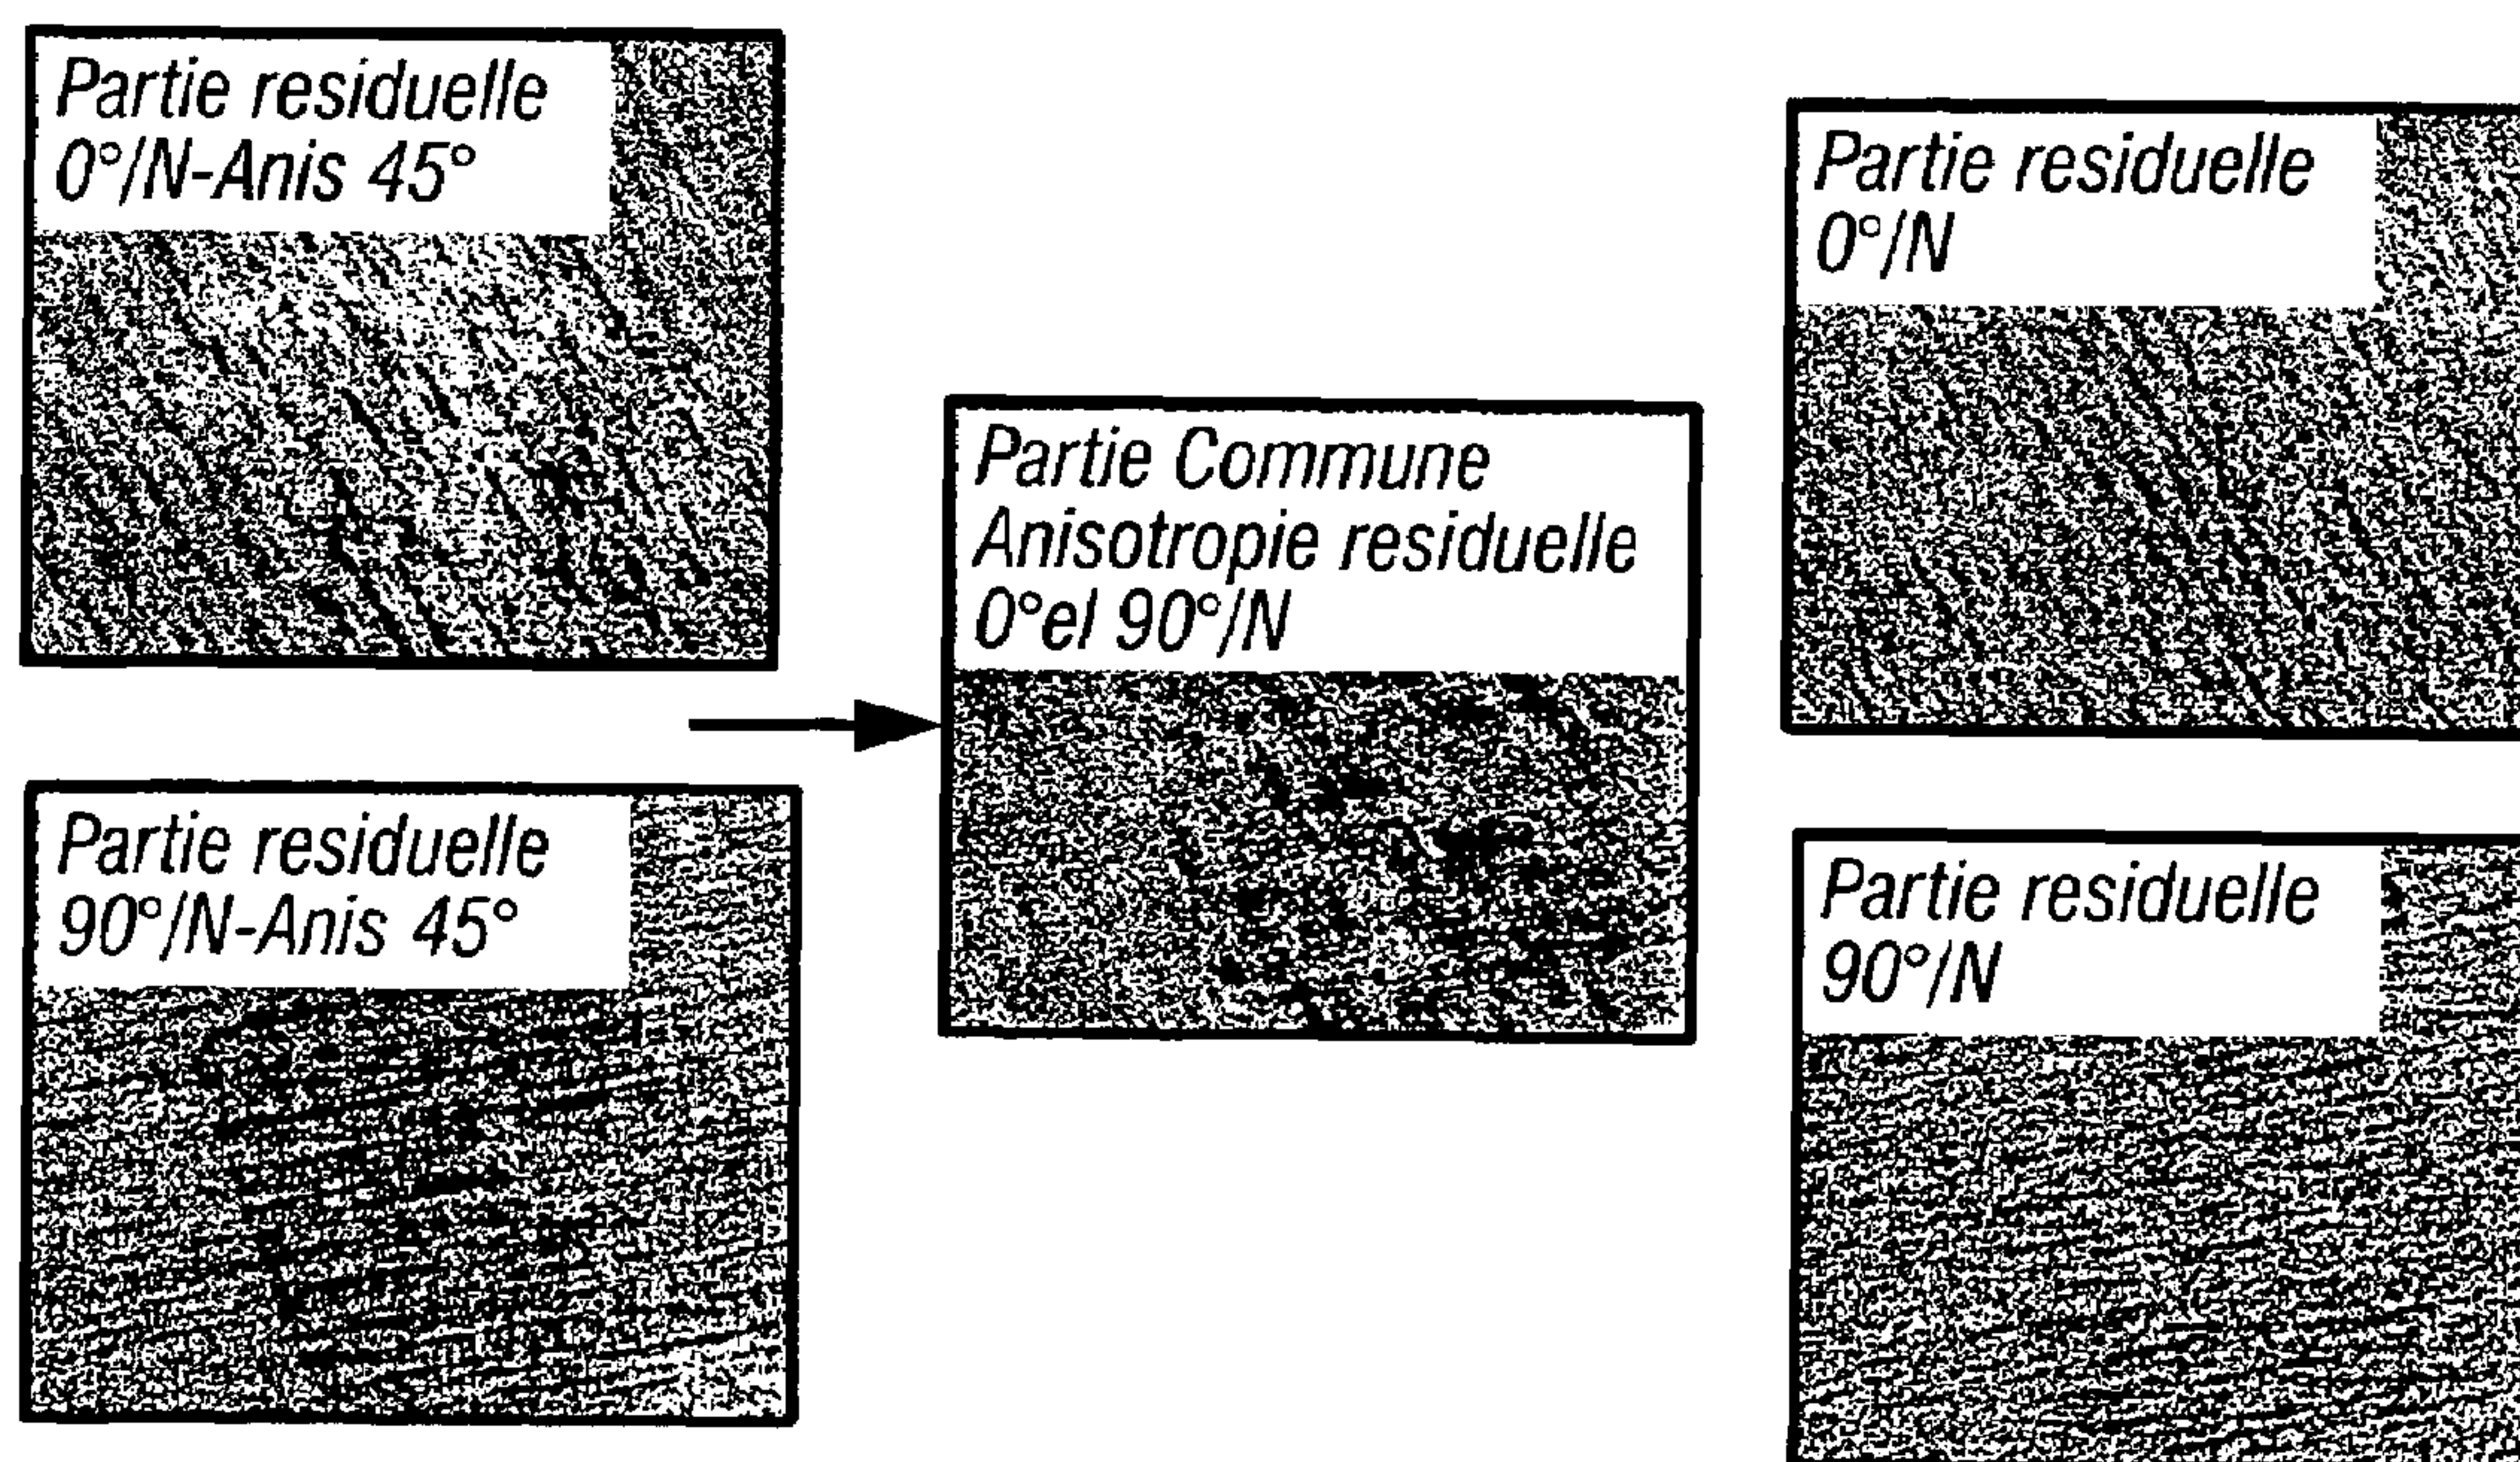 Partie residuelle
0°/N-Anis 45°
Partie residuelle
90°/N-Anis 45°
Partie Commune
Anisotropie residuelle
0°el 90°/N
Partie residuelle
0°/N
Partie residuelle
90°/N